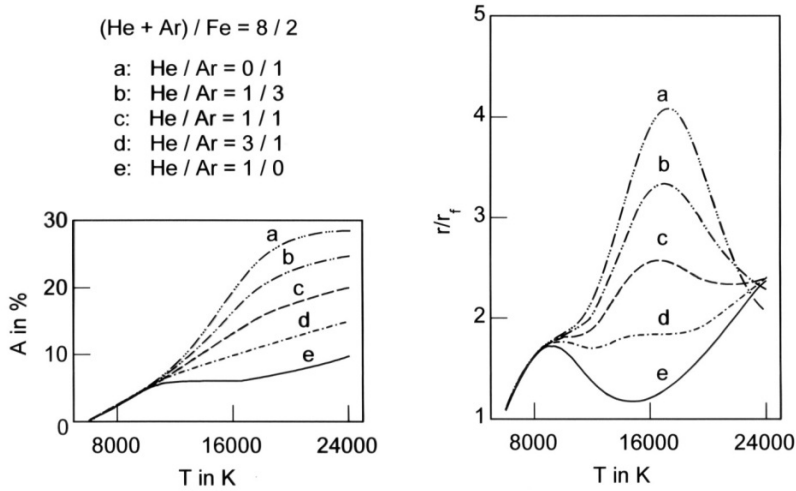 (He + Ar) / Fe = 8 / 2
a: He / Ar = 0 / 1
b: He / Ar = 1 / 3
c: He / Ar = 1 / 1
d: He / Ar = 3 / 1
e: He / Ar = 1 / 0
30
20
10
0
A in %
a
b
c
d
e
8000 16000 24000
T in K
5
4
3
2
1
r/rf
a
b
c
d
e
8000 16000 24000
T in K